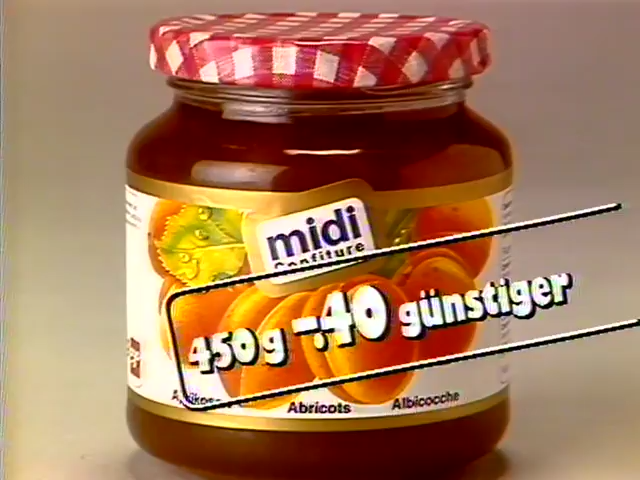 midi
Confiture
450g -.40 günstiger
Abricots
Albicocche